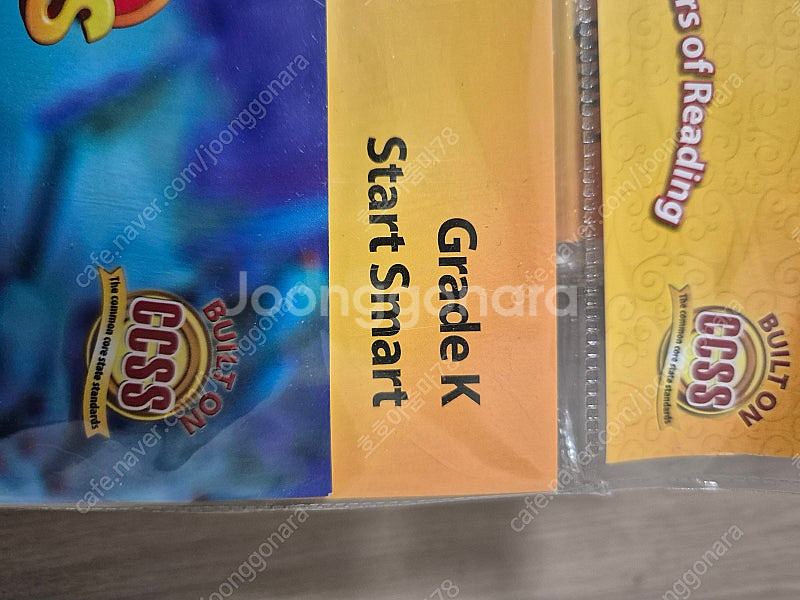 Grade K
Start Smart
BUILT ON
CCSS
The common core state standards
rs of Reading
BUILT ON
CCSS
The common core state standards
Joonggonara
cafe.naver.com/joonggonara